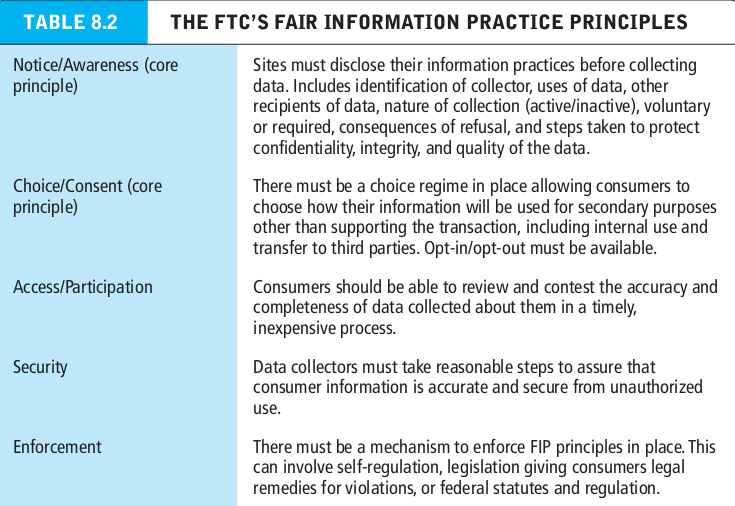 TABLE 8.2 THE FTC'S FAIR INFORMATION PRACTICE PRINCIPLES
Notice/Awareness (core
principle)
Sites must disclose their information practices before collecting
data. Includes identification of collector, uses of data, other
recipients of data, nature of collection (active/inactive), voluntary
or required, consequences of refusal, and steps taken to protect
confidentiality, integrity, and quality of the data.
Choice/Consent (core
principle)
There must be a choice regime in place allowing consumers to
choose how their information will be used for secondary purposes
other than supporting the transaction, including internal use and
transfer to third parties. Opt-in/opt-out must be available.
Access/Participation
Consumers should be able to review and contest the accuracy and
completeness of data collected about them in a timely,
inexpensive process.
Security
Data collectors must take reasonable steps to assure that
consumer information is accurate and secure from unauthorized
use.
Enforcement
There must be a mechanism to enforce FIP principles in place. This
can involve self-regulation, legislation giving consumers legal
remedies for violations, or federal statutes and regulation.